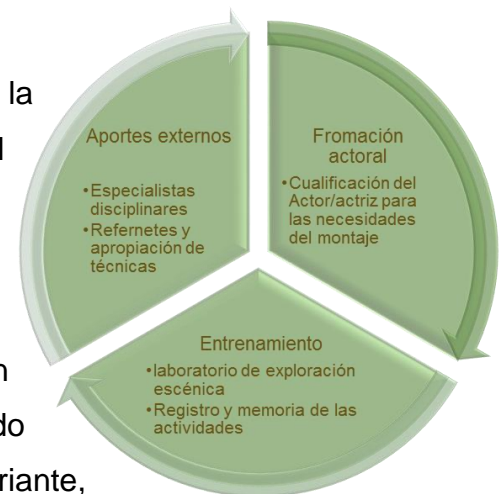 la
l
n
do
riante,
Aportes externos
•Especialistas
disciplinares
•Refernetes y
apropiación de
técnicas
Fromación
actoral
•Cualificación del
Actor/actriz para
las necesidades
del montaje
Entrenamiento
•laboratorio de exploración
escénica
•Registro y memoria de las
actividades